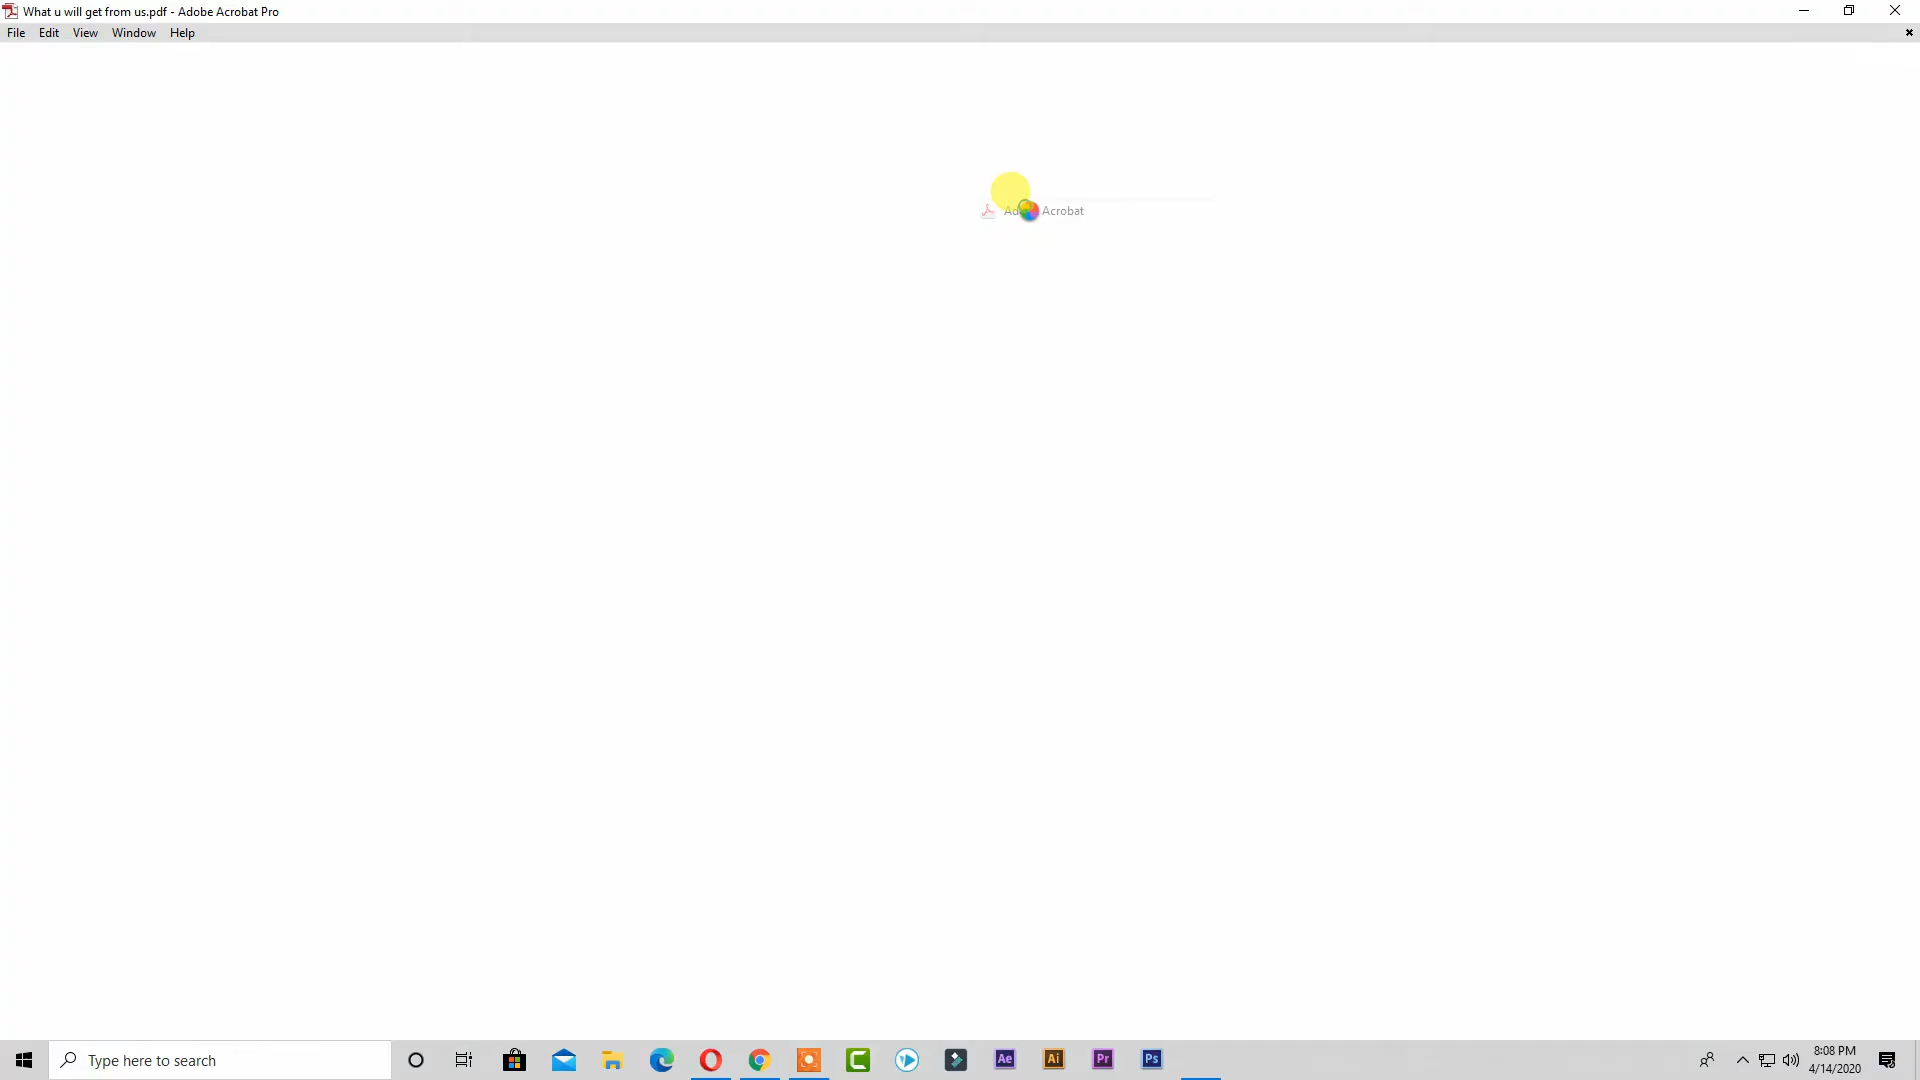 What u will get from us.pdf - Adobe Acrobat Pro
File Edit View Window Help
Acrobat
Type here to search
Ae Ai Pr Ps
8:08 PM
4/14/2020